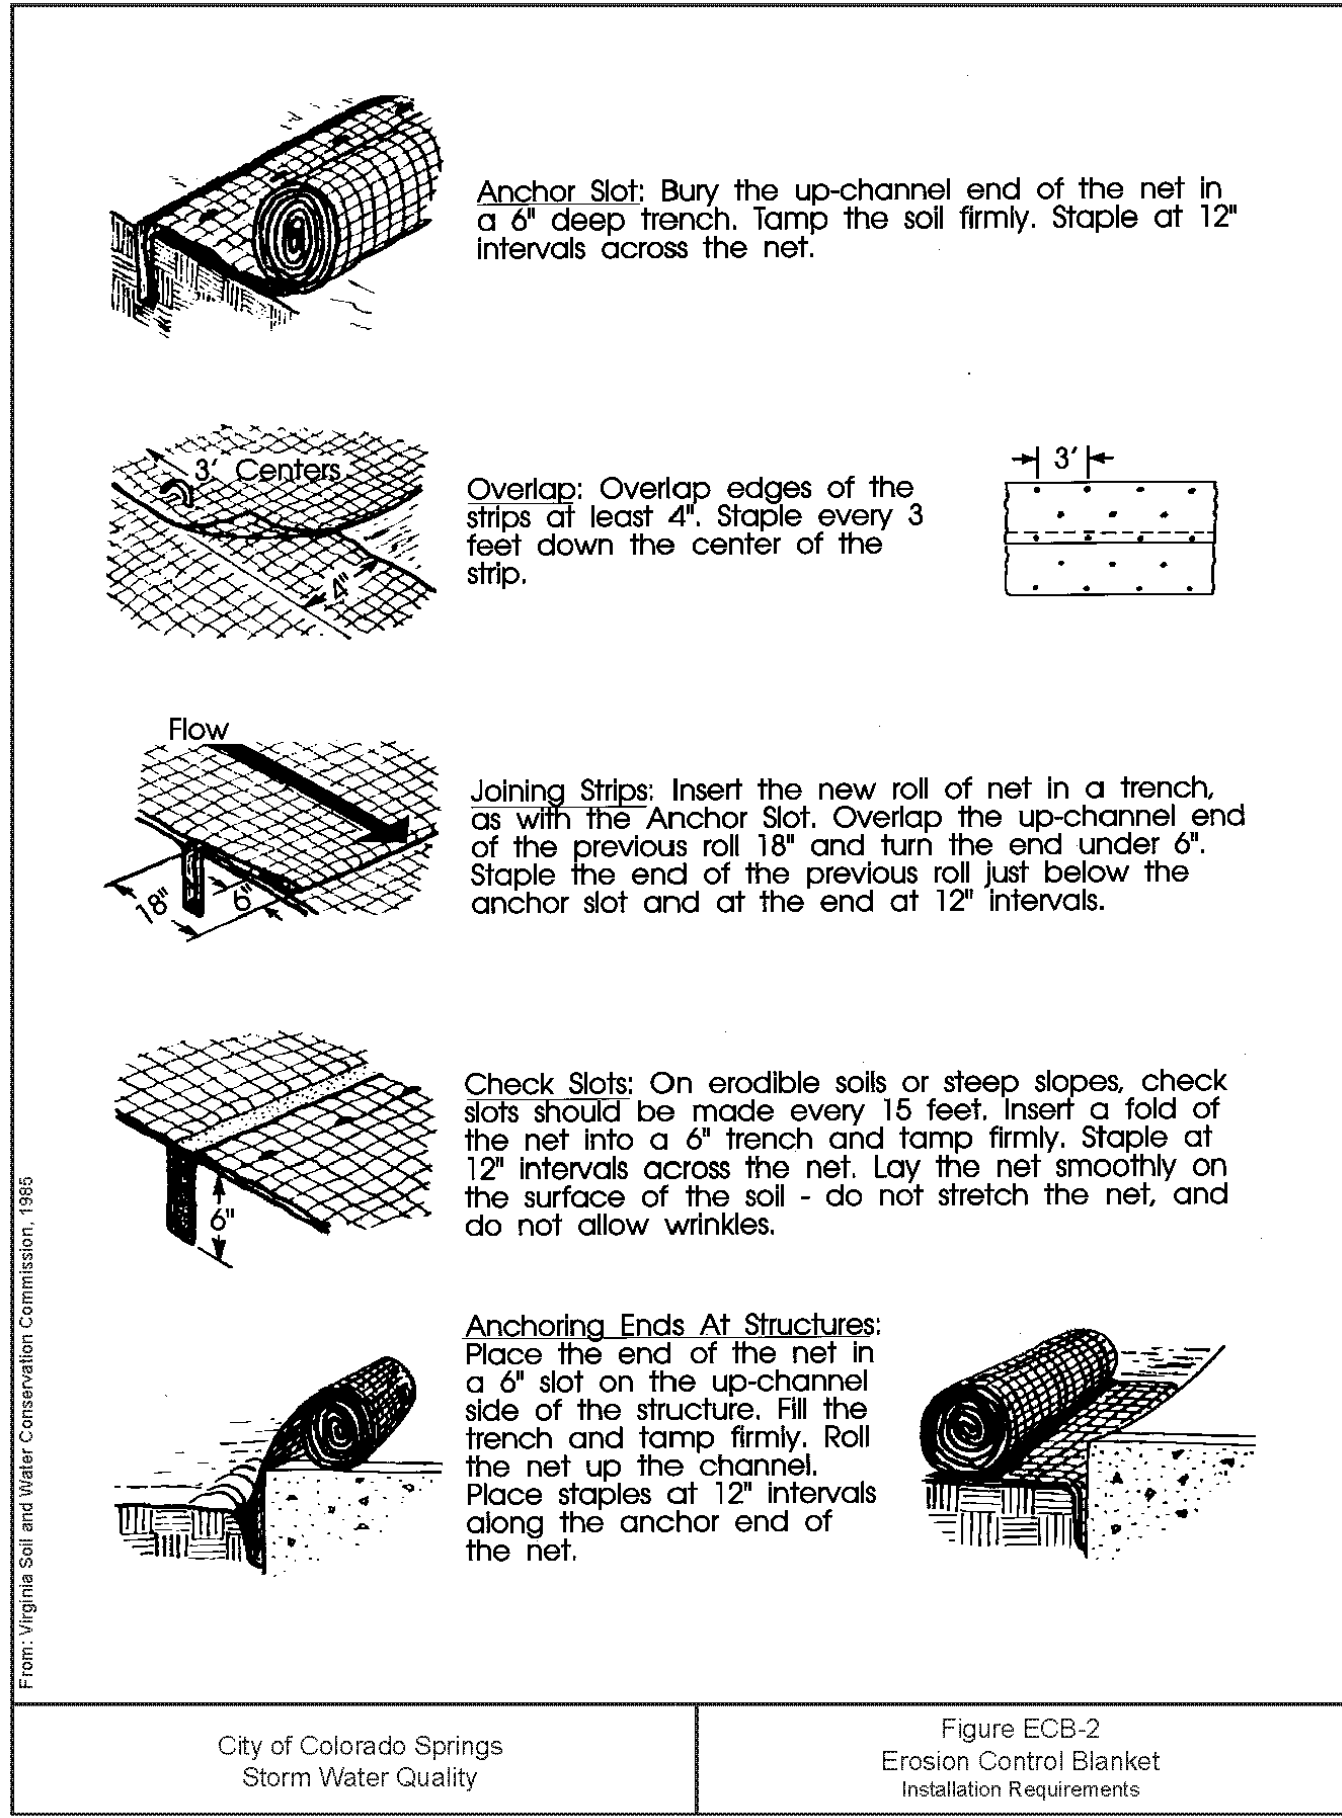 Anchor Slot: Bury the up-channel end of the net in
a 6" deep trench. Tamp the soil firmly. Staple at 12"
intervals across the net.
3' Centers
4"
Overlap: Overlap edges of the
strips at least 4". Staple every 3
feet down the center of the
strip.
3'
Flow
18"
6"
Joining Strips: Insert the new roll of net in a trench,
as with the Anchor Slot. Overlap the up-channel end
of the previous roll 18" and turn the end under 6".
Staple the end of the previous roll just below the
anchor slot and at the end at 12" intervals.
6"
Check Slots: On erodible soils or steep slopes, check
slots should be made every 15 feet. Insert a fold of
the net into a 6" trench and tamp firmly. Staple at
12" intervals across the net. Lay the net smoothly on
the surface of the soil - do not stretch the net, and
do not allow wrinkles.
Anchoring Ends At Structures:
Place the end of the net in
a 6" slot on the up-channel
side of the structure. Fill the
trench and tamp firmly. Roll
the net up the channel.
Place staples at 12" intervals
along the anchor end of
the net.
From: Virginia Soil and Water Conservation Commission, 1985
City of Colorado Springs
Storm Water Quality
Figure ECB-2
Erosion Control Blanket
Installation Requirements